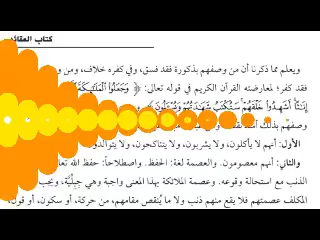 كتاب العقائد
ويعلم مما ذكرنا أن من وصفهم بذكورة فقد فسق، وفي كفره خلاف، ومن و
فقد كفر؛ لمعارضته القرآن الكريم في قوله تعالى: ﴿ وَجَعَلُوا الْمَلَائِكَةَ
إِنَاثًا أَشَهِدُوا خَلْقَهُمْ سَتُكْتَبُ شَهَادَتُهُمْ وَيُسْأَلُونَ ﴾
وصفهم بذلك
الأول: أنهم لا يأكلون، ولا يشربون، ولا يتناكحون، ولا يتوالدو
والثاني: أنهم معصومون. والعصمة لغة: الحفظ. واصطلاحاً: حفظ الله تعا
الذنب مع استحالة وقوعه. وعصمة الملائكة بهذا المعنى واجبة وهي جبلية، ويجب
المكلف عصمتهم فلا يقع منهم ذنب ولا ما ينقص مقامهم، من حركة، أو سكون، أو قول،